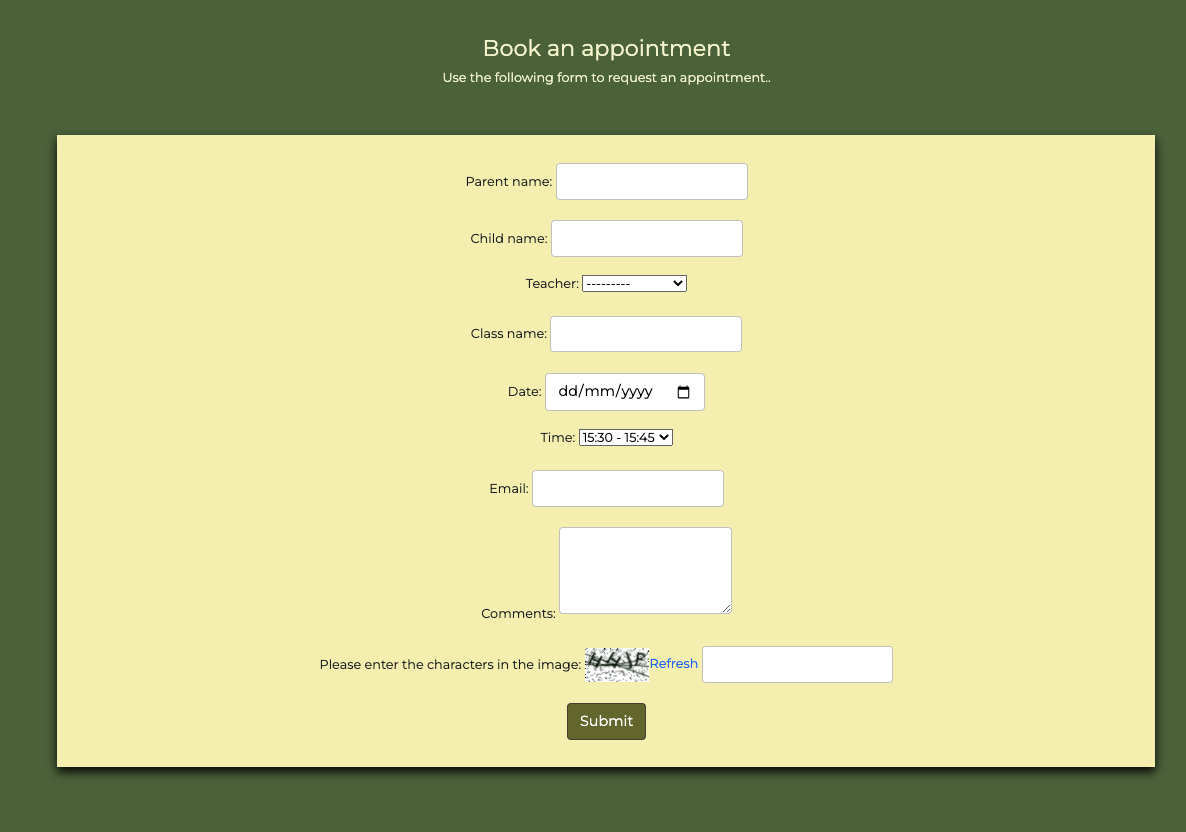 Book an appointment
Use the following form to request an appointment..
Parent name:
Child name:
Teacher: ---------
Class name:
Date: dd/mm/yyyy
Time: 15:30 - 15:45
Email:
Comments:
Please enter the characters in the image: Refresh
Submit